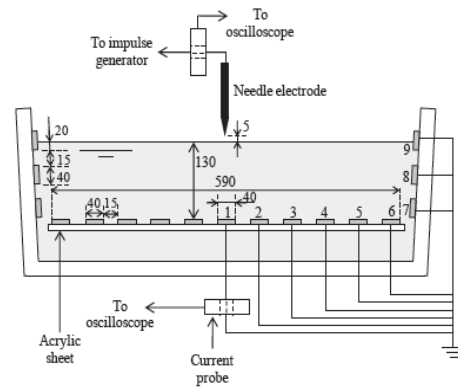 To
oscilloscope
To impulse
generator
Needle electrode
5
20
9
15
130
8
40
590
40
40 15
1
2
3
4
5
6
7
To
oscilloscope
Acrylic
sheet
Current
probe